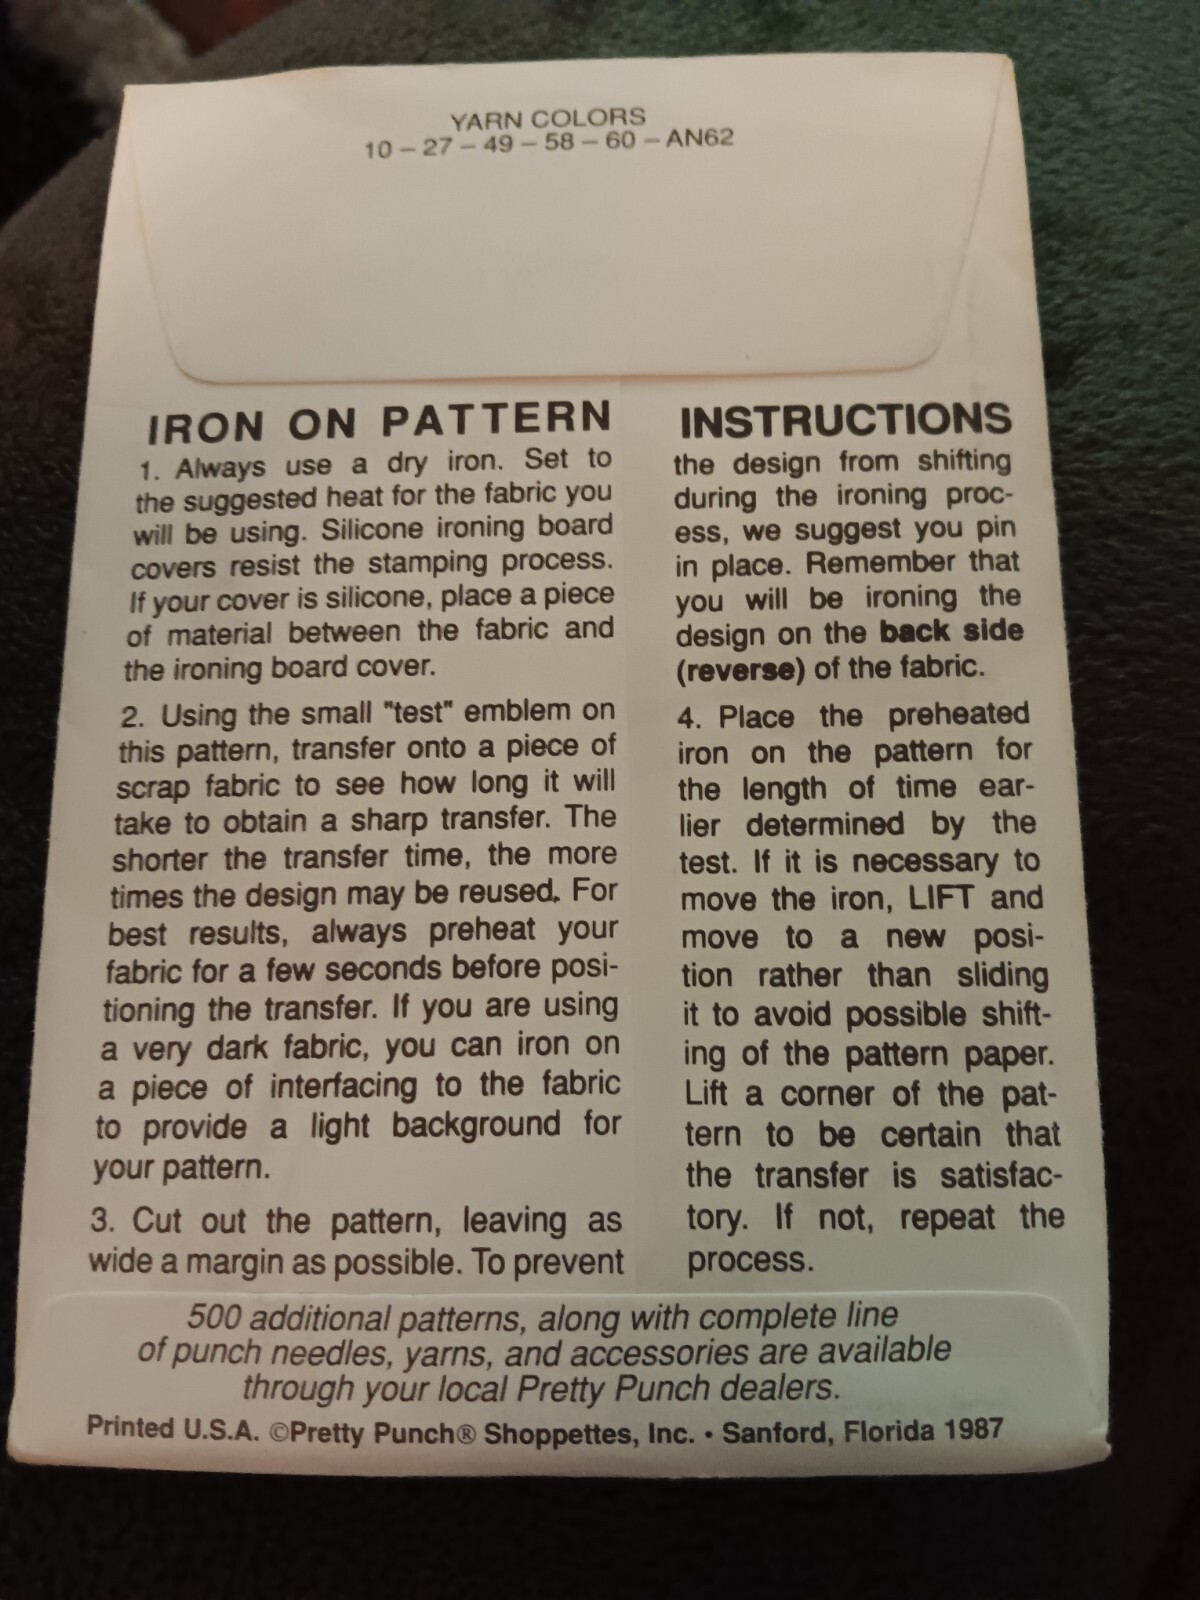 YARN COLORS
10 – 27 – 49 – 58 – 60 – AN62
IRON ON PATTERN INSTRUCTIONS
1. Always use a dry iron. Set to
the suggested heat for the fabric you
will be using. Silicone ironing board
covers resist the stamping process.
If your cover is silicone, place a piece
of material between the fabric and
the ironing board cover.
2. Using the small "test" emblem on
this pattern, transfer onto a piece of
scrap fabric to see how long it will
take to obtain a sharp transfer. The
shorter the transfer time, the more
times the design may be reused. For
best results, always preheat your
fabric for a few seconds before posi-
tioning the transfer. If you are using
a very dark fabric, you can iron on
a piece of interfacing to the fabric
to provide a light background for
your pattern.
3. Cut out the pattern, leaving as
wide a margin as possible. To prevent
the design from shifting
during the ironing proc-
ess, we suggest you pin
in place. Remember that
you will be ironing the
design on the back side
(reverse) of the fabric.
4. Place the preheated
iron on the pattern for
the length of time ear-
lier determined by the
test. If it is necessary to
move the iron, LIFT and
move to a new posi-
tion rather than sliding
it to avoid possible shift-
ing of the pattern paper.
Lift a corner of the pat-
tern to be certain that
the transfer is satisfac-
tory. If not, repeat the
process.
500 additional patterns, along with complete line
of punch needles, yarns, and accessories are available
through your local Pretty Punch dealers.
Printed U.S.A. ©Pretty Punch® Shoppettes, Inc. • Sanford, Florida 1987